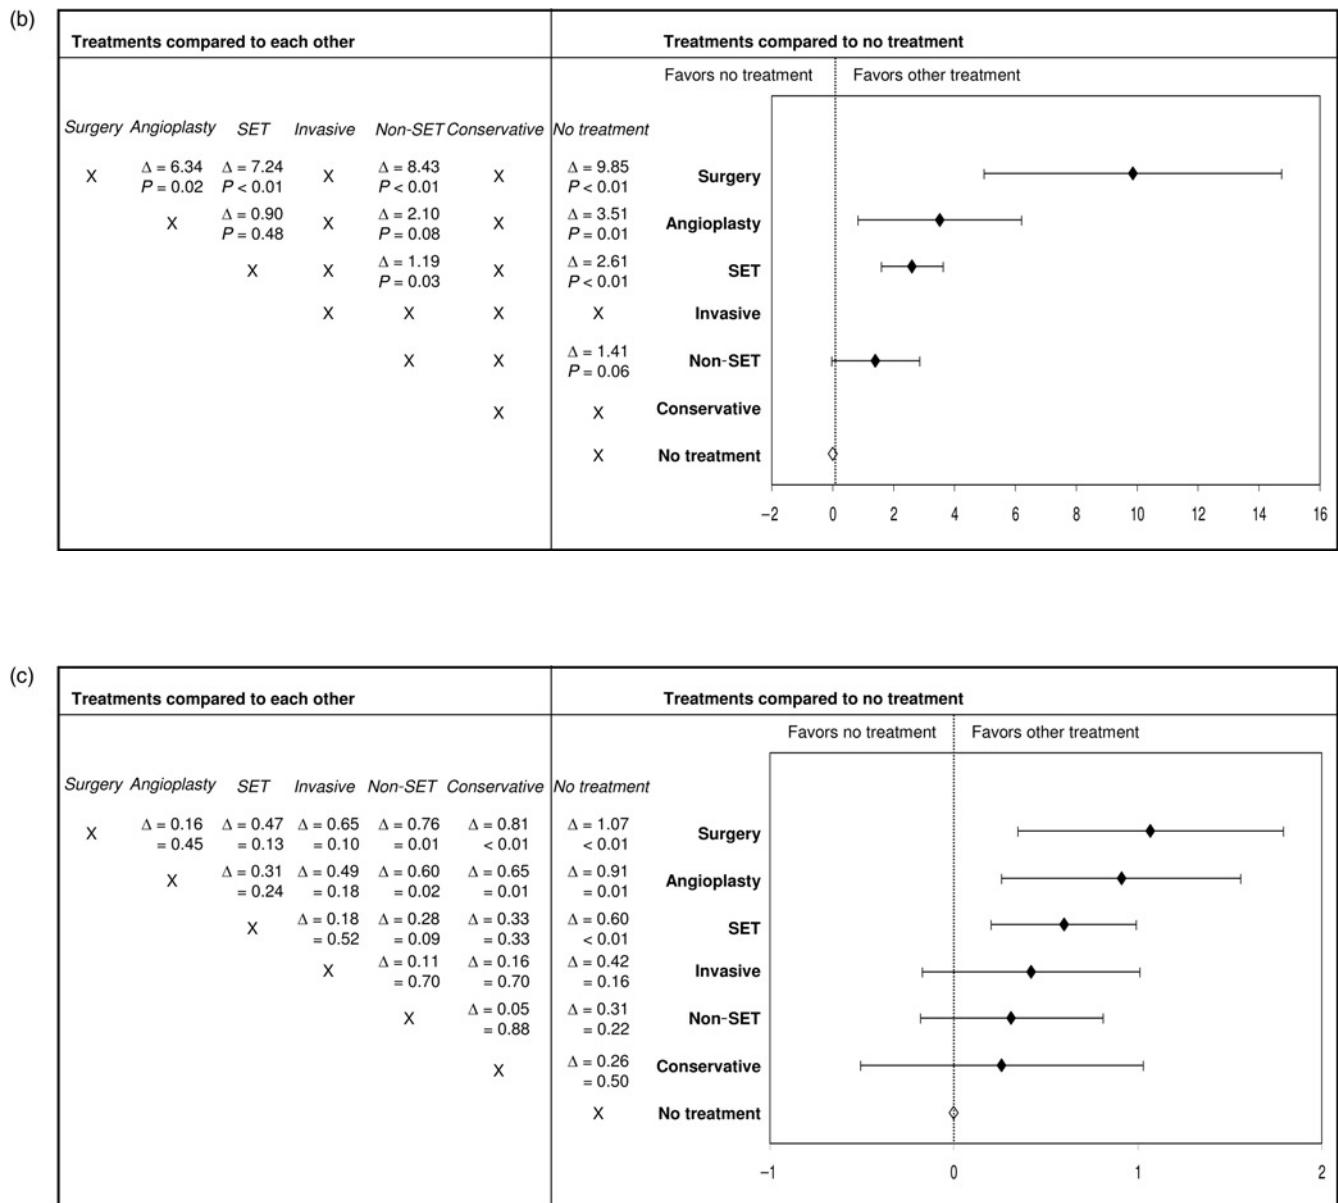 (b)
Treatments compared to each other Treatments compared to no treatment
Favors no treatment Favors other treatment
Surgery Angioplasty SET Invasive Non-SET Conservative No treatment
X Δ = 6.34 Δ = 7.24 X Δ = 8.43 X Δ = 9.85 Surgery
P = 0.02 P < 0.01 P < 0.01 P < 0.01
X Δ = 0.90 X Δ = 2.10 X Δ = 3.51 Angioplasty
P = 0.48 P = 0.08 P = 0.01
X X Δ = 1.19 X Δ = 2.61 SET
P = 0.03 P < 0.01
X X X X Invasive
X X Δ = 1.41 Non-SET
P = 0.06
X X Conservative
X No treatment
−2 0 2 4 6 8 10 12 14 16
(c)
Treatments compared to each other Treatments compared to no treatment
Favors no treatment Favors other treatment
Surgery Angioplasty SET Invasive Non-SET Conservative No treatment
X Δ = 0.16 Δ = 0.47 Δ = 0.65 Δ = 0.76 Δ = 0.81 Δ = 1.07 Surgery
= 0.45 = 0.13 = 0.10 = 0.01 < 0.01 < 0.01
X Δ = 0.31 Δ = 0.49 Δ = 0.60 Δ = 0.65 Δ = 0.91 Angioplasty
= 0.24 = 0.18 = 0.02 = 0.01 = 0.01
X Δ = 0.18 Δ = 0.28 Δ = 0.33 Δ = 0.60 SET
= 0.52 = 0.09 = 0.33 < 0.01
X Δ = 0.11 Δ = 0.16 Δ = 0.42 Invasive
= 0.70 = 0.70 = 0.16
X Δ = 0.05 Δ = 0.31 Non-SET
= 0.88 = 0.22
X Δ = 0.26 Conservative
= 0.50
X No treatment
−1 0 1 2